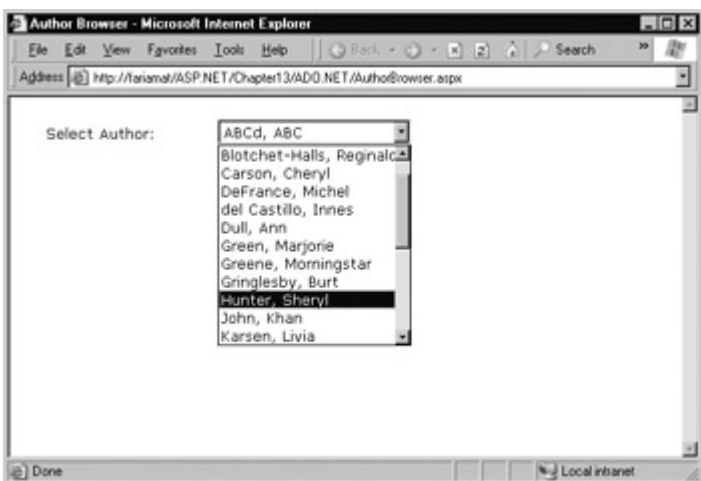 Author Browser - Microsoft Internet Explorer
File Edit View Favorites Tools Help Back Search »
Address http://fariamat/ASP.NET/Chapter13/ADO.NET/AuthorBrowser.aspx
Select Author: ABCd, ABC
Blotchet-Halls, Reginald
Carson, Cheryl
DeFrance, Michel
del Castillo, Innes
Dull, Ann
Green, Marjorie
Greene, Morningstar
Gringlesby, Burt
Hunter, Sheryl
John, Khan
Karsen, Livia
Done Local intranet